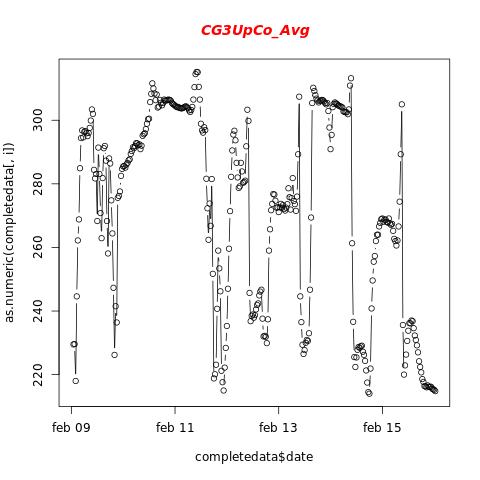 CG3UpCo_Avg
as.numeric(completedata[, i])
300
280
260
240
220
feb 09
feb 11
feb 13
feb 15
completedata$date